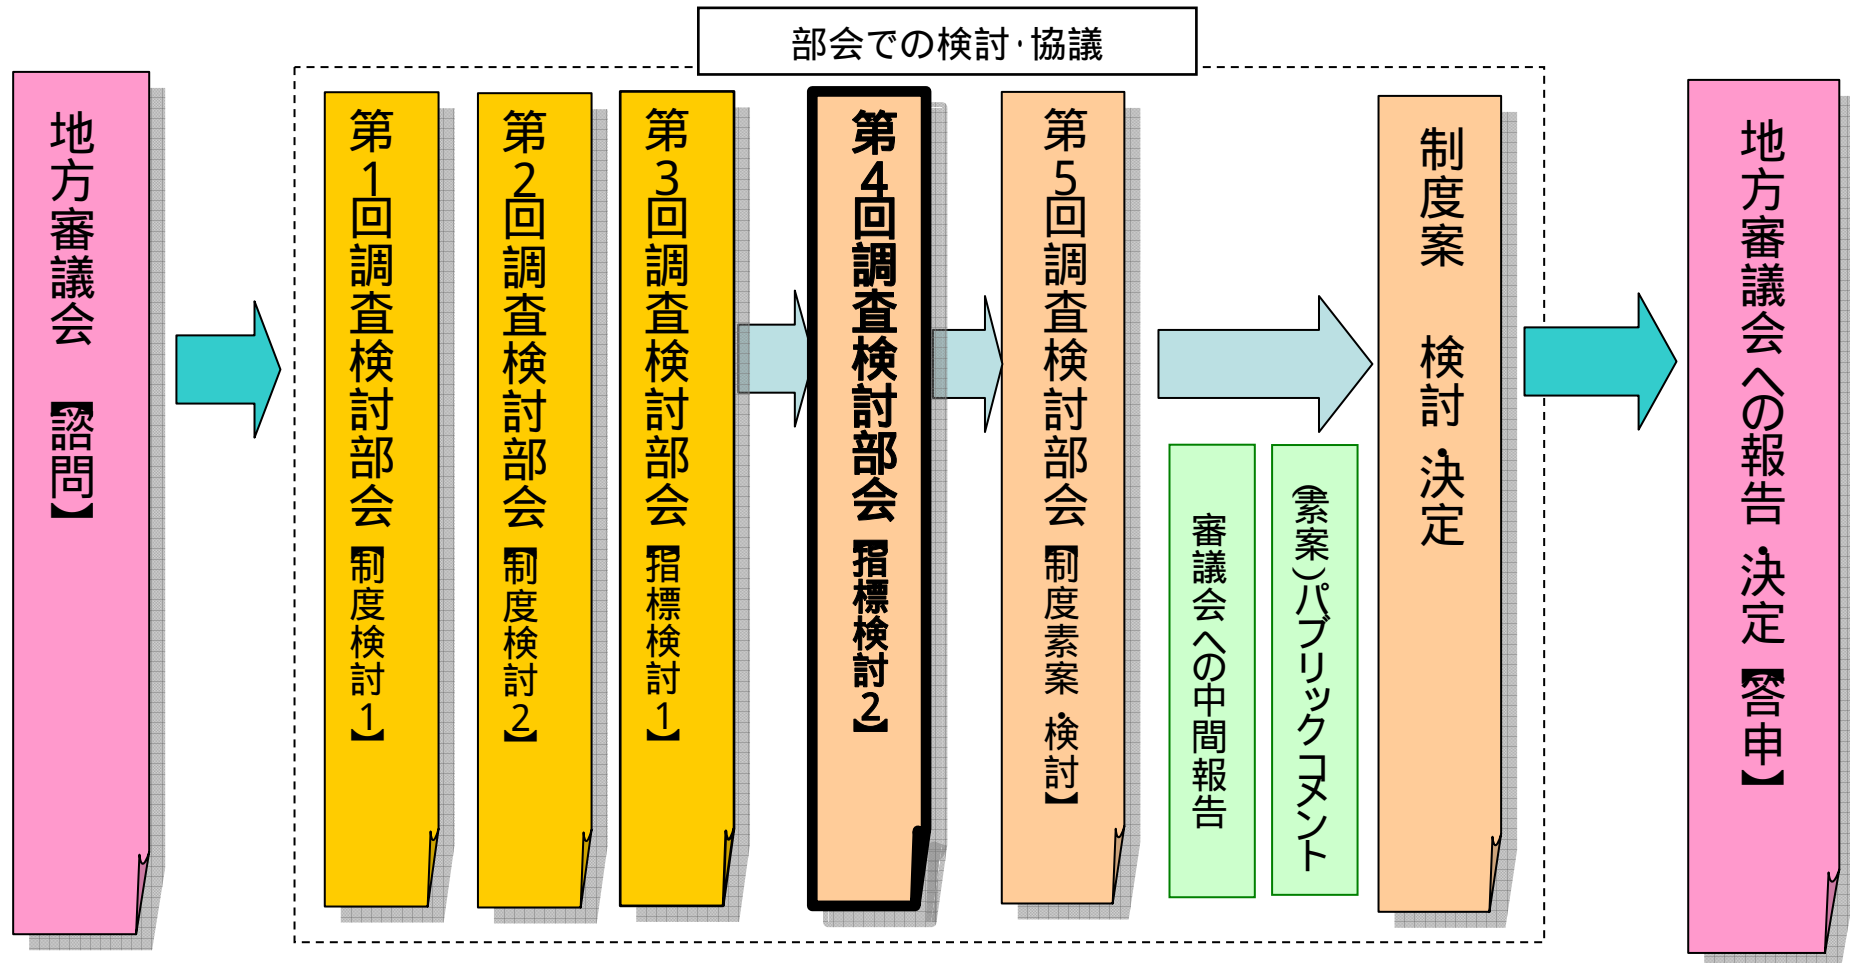 部会での検討・協議
地方審議会 【諮問】
第1回調査検討部会【制度検討1】
第2回調査検討部会【制度検討2】
第3回調査検討部会【指標検討1】
第4回調査検討部会【指標検討2】
第5回調査検討部会【制度素案・検討】
審議会への中間報告
(素案)パブリックコメント
制度案 検討・決定
地方審議会への報告・決定【答申】